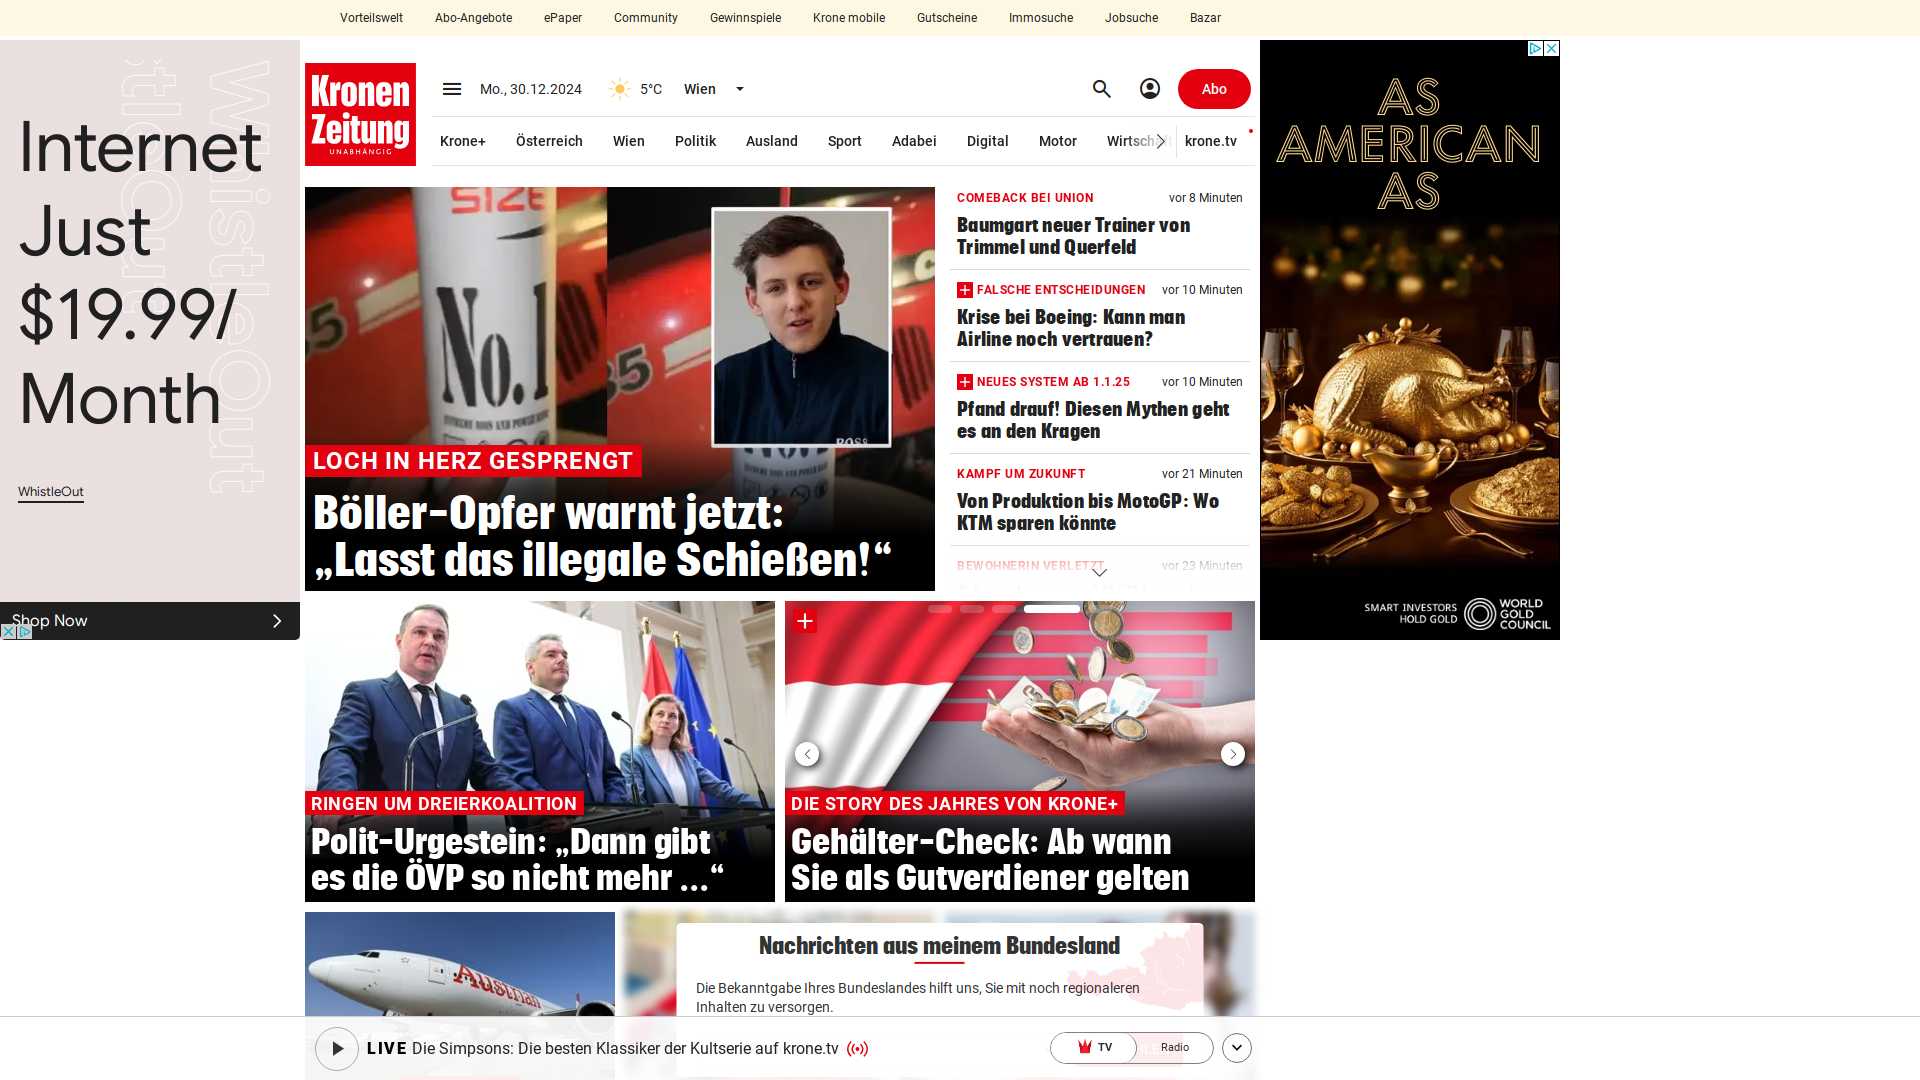 Vorteilswelt
Abo-Angebote
ePaper
Community
Gewinnspiele
Krone mobile
Gutscheine
Immosuche
Jobsuche
Bazar
Internet
Just
$19.99/
Month
WhistleOut
WhistleOut
Shop Now
Kronen
Zeitung
UNABHÄNGIG
Mo., 30.12.2024
5°C
Wien
Abo
Krone+
Österreich
Wien
Politik
Ausland
Sport
Adabei
Digital
Motor
krone.tv
SIZE
No.1
LOCH IN HERZ GESPRENGT
Böller-Opfer warnt jetzt:
„Lasst das illegale Schießen!“
COMEBACK BEI UNION
vor 8 Minuten
Baumgart neuer Trainer von
Trimmel und Querfeld
FALSCHE ENTSCHEIDUNGEN
vor 10 Minuten
Krise bei Boeing: Kann man
Airline noch vertrauen?
NEUES SYSTEM AB 1.1.25
vor 10 Minuten
Pfand drauf! Diesen Mythen geht
es an den Kragen
KAMPF UM ZUKUNFT
vor 21 Minuten
Von Produktion bis MotoGP: Wo
KTM sparen könnte
BEWOHNERIN VERLETZT
vor 23 Minuten
AS
AMERICAN
AS
SMART INVESTORS
HOLD GOLD
WORLD
GOLD
COUNCIL
RINGEN UM DREIERKOALITION
Polit-Urgestein: „Dann gibt
es die ÖVP so nicht mehr ...“
DIE STORY DES JAHRES VON KRONE+
Gehälter-Check: Ab wann
Sie als Gutverdiener gelten
Austrian
Nachrichten aus meinem Bundesland
Die Bekanntgabe Ihres Bundeslandes hilft uns, Sie mit noch regionaleren
Inhalten zu versorgen.
LIVE Die Simpsons: Die besten Klassiker der Kultserie auf krone.tv
TV
Radio